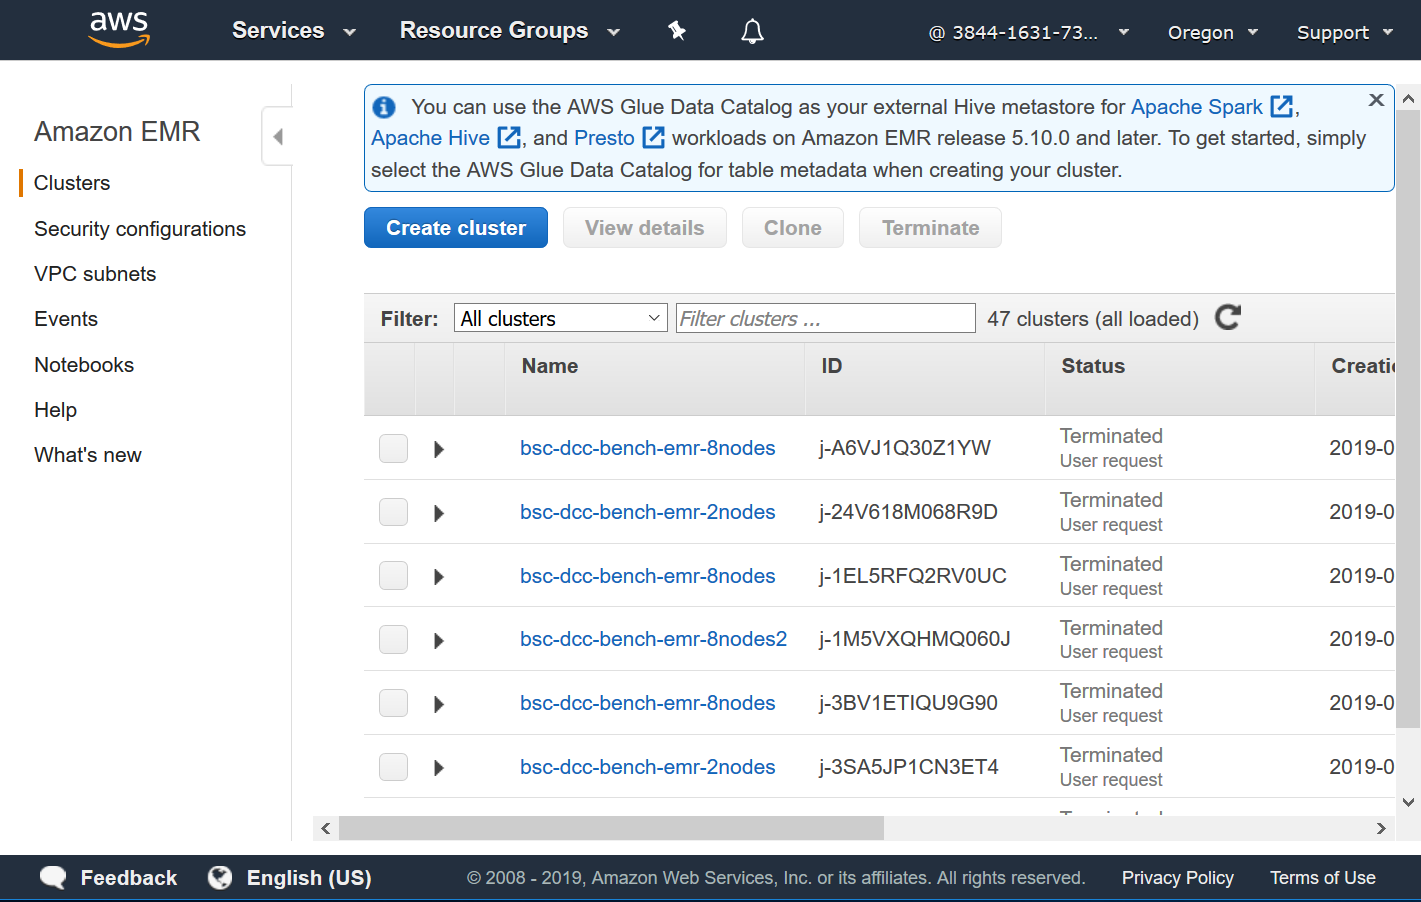 aws Services Resource Groups @ 3844-1631-73... Oregon Support
Amazon EMR
Clusters
Security configurations
VPC subnets
Events
Notebooks
Help
What's new
You can use the AWS Glue Data Catalog as your external Hive metastore for Apache Spark,
Apache Hive, and Presto workloads on Amazon EMR release 5.10.0 and later. To get started, simply
select the AWS Glue Data Catalog for table metadata when creating your cluster.
Create cluster View details Clone Terminate
Filter: All clusters Filter clusters ... 47 clusters (all loaded)
Name ID Status Creatio
bsc-dcc-bench-emr-8nodes j-A6VJ1Q30Z1YW Terminated 2019-0
User request
bsc-dcc-bench-emr-2nodes j-24V618M068R9D Terminated 2019-0
User request
bsc-dcc-bench-emr-8nodes j-1EL5RFQ2RV0UC Terminated 2019-0
User request
bsc-dcc-bench-emr-8nodes2 j-1M5VXQHMQ060J Terminated 2019-0
User request
bsc-dcc-bench-emr-8nodes j-3BV1ETIQU9G90 Terminated 2019-0
User request
bsc-dcc-bench-emr-2nodes j-3SA5JP1CN3ET4 Terminated 2019-0
User request
Feedback English (US) © 2008 - 2019, Amazon Web Services, Inc. or its affiliates. All rights reserved. Privacy Policy Terms of Use